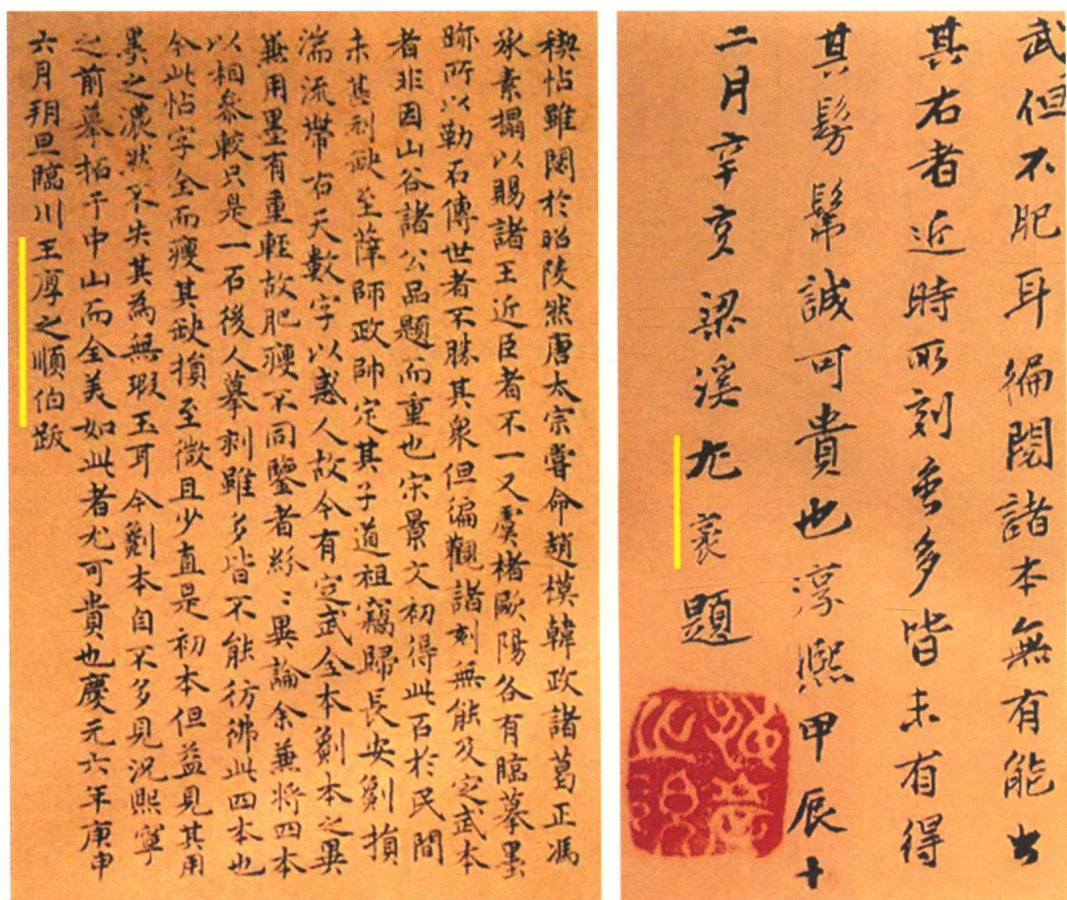 武但不肥耳徧閱諸本無有能出
其右者近時所刻多皆未有得
其髣髴誠可貴也淳熙甲辰十
二月辛亥梁溪尤袤題
稧帖雖閟於昭陵然唐太宗嘗命趙模韓政諸葛正馮
承素搨以賜諸王近臣者不一又虞褚歐陽各有臨摹墨
跡所以勒石傳世者不勝其衆但徧觀諸刻無能及定武本
者非因山谷諸公品題而重也宋景文初得此石於民間
未甚刓缺至薛師政帥定其子道祖竊歸長安劖損
湍流帶右天數字以惑人故今有定武全本劖本之異
兼用墨有重輕故肥瘦不同鑒者紛〻異論余兼將四本
以相參較只是一石後人摹刻雖多皆不能彷彿此四本也
今此帖字全而瘦其缺損至微且少直是初本但益見其用
墨之濃然不失其為無瑕玉耳今劖本自不多見況熙寧
之前摹拓于中山而全美如此者尤可貴也慶元六年庚申
六月朔旦臨川王厚之順伯跋